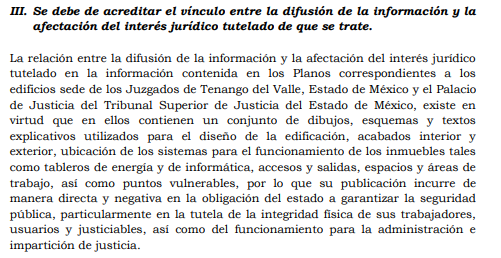 III. Se debe de acreditar el vínculo entre la difusión de la información y la
afectación del interés jurídico tutelado de que se trate.
La relación entre la difusión de la información y la afectación del interés jurídico
tutelado en la información contenida en los Planos correspondientes a los
edificios sede de los Juzgados de Tenango del Valle, Estado de México y el Palacio
de Justicia del Tribunal Superior de Justicia del Estado de México, existe en
virtud que en ellos contienen un conjunto de dibujos, esquemas y textos
explicativos utilizados para el diseño de la edificación, acabados interior y
exterior, ubicación de los sistemas para el funcionamiento de los inmuebles tales
como tableros de energía y de informática, accesos y salidas, espacios y áreas de
trabajo, así como puntos vulnerables, por lo que su publicación incurre de
manera directa y negativa en la obligación del estado a garantizar la seguridad
pública, particularmente en la tutela de la integridad física de sus trabajadores,
usuarios y justiciables, así como del funcionamiento para la administración e
impartición de justicia.